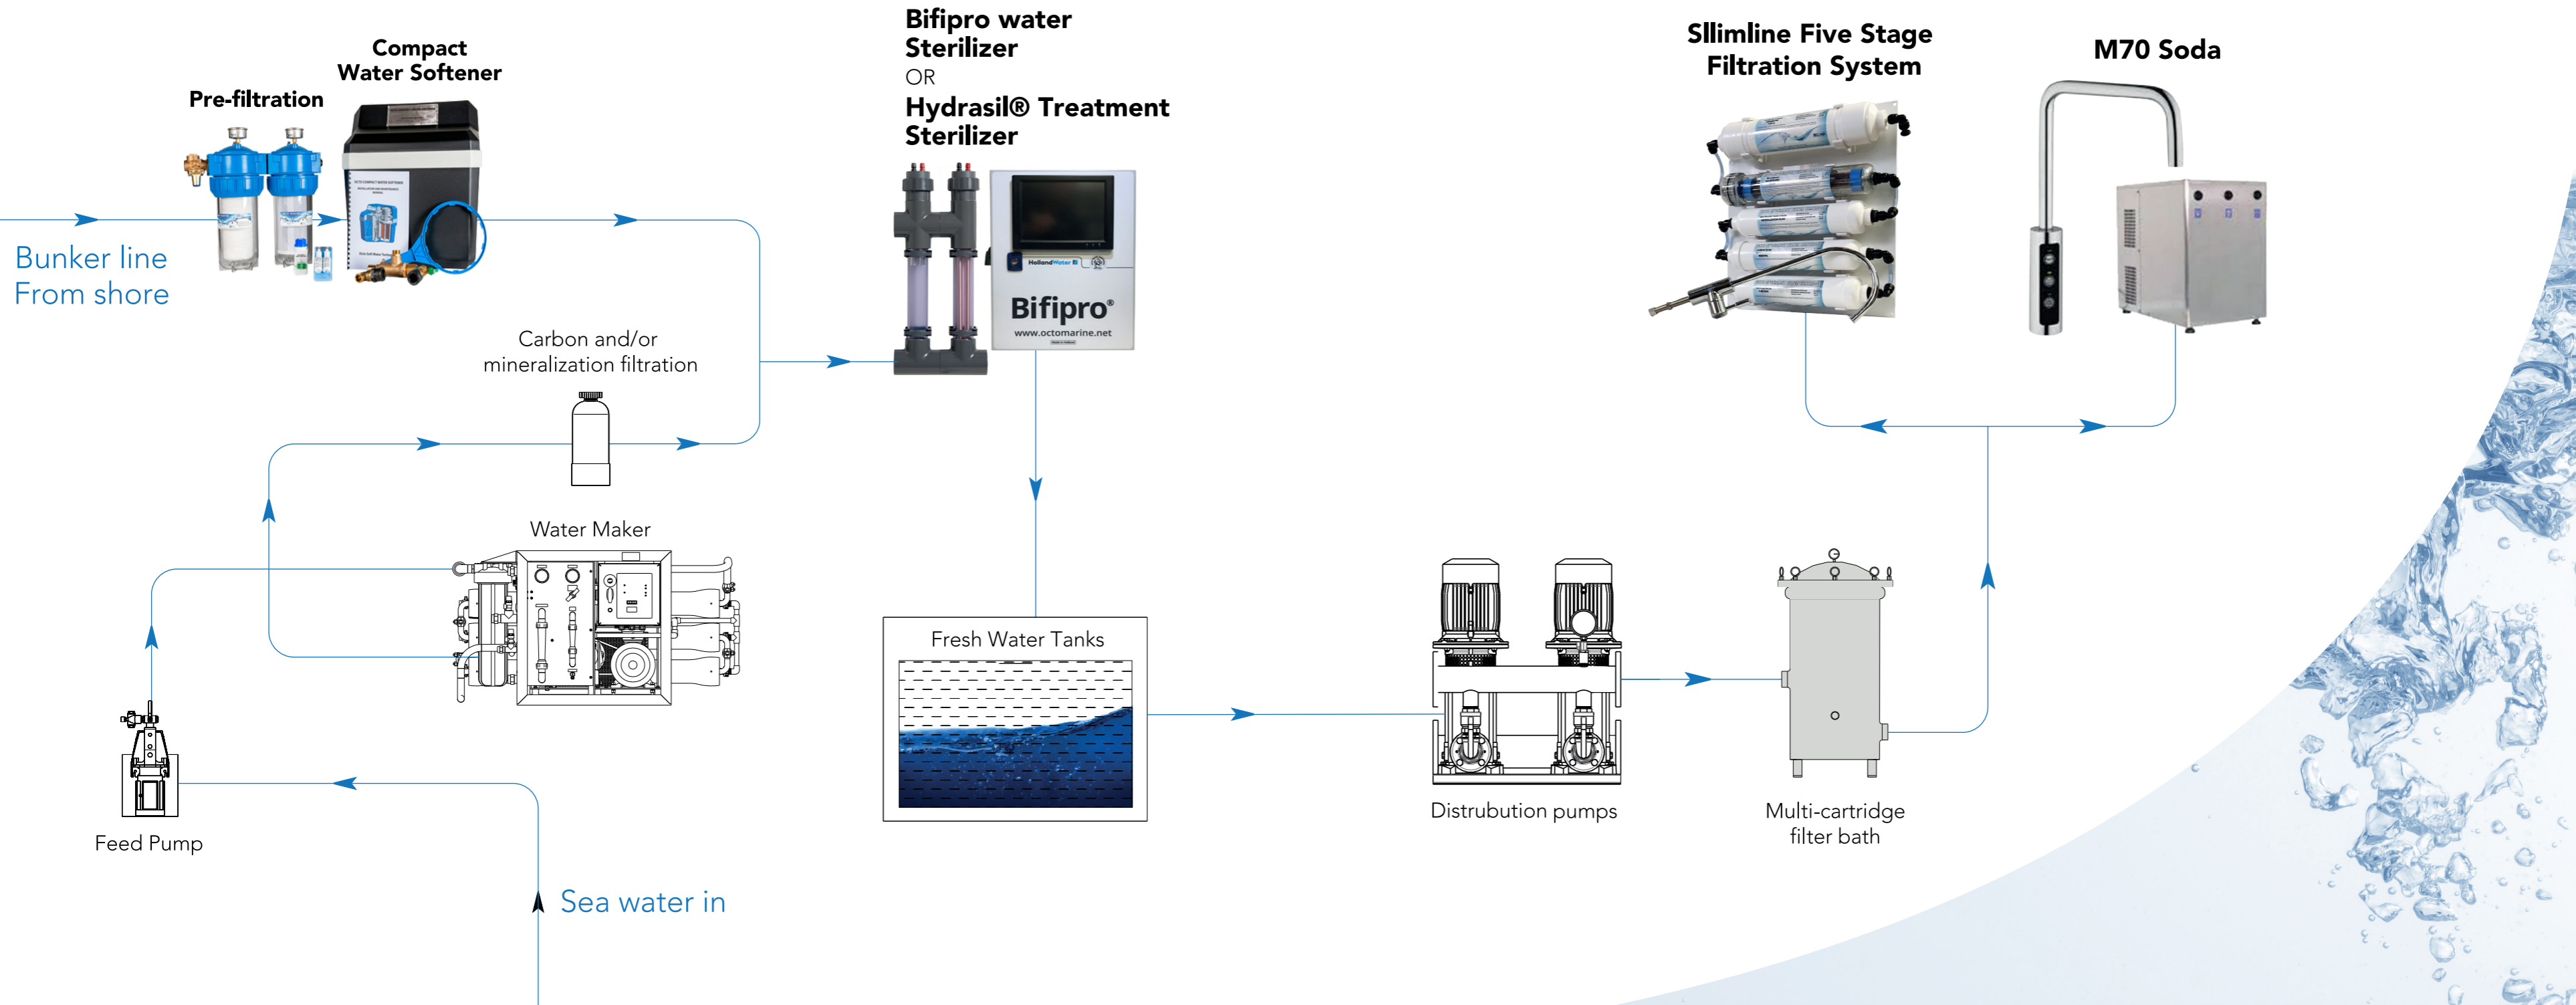 Bunker line
From shore
Pre-filtration
Compact
Water Softener
Carbon and/or
mineralization filtration
Water Maker
Feed Pump
Sea water in
Bifipro water
Sterilizer
OR
Hydrasil® Treatment
Sterilizer
HollandWater
Bifipro®
www.octomarine.net
Fresh Water Tanks
Distrubution pumps
Multi-cartridge
filter bath
Sllimline Five Stage
Filtration System
M70 Soda